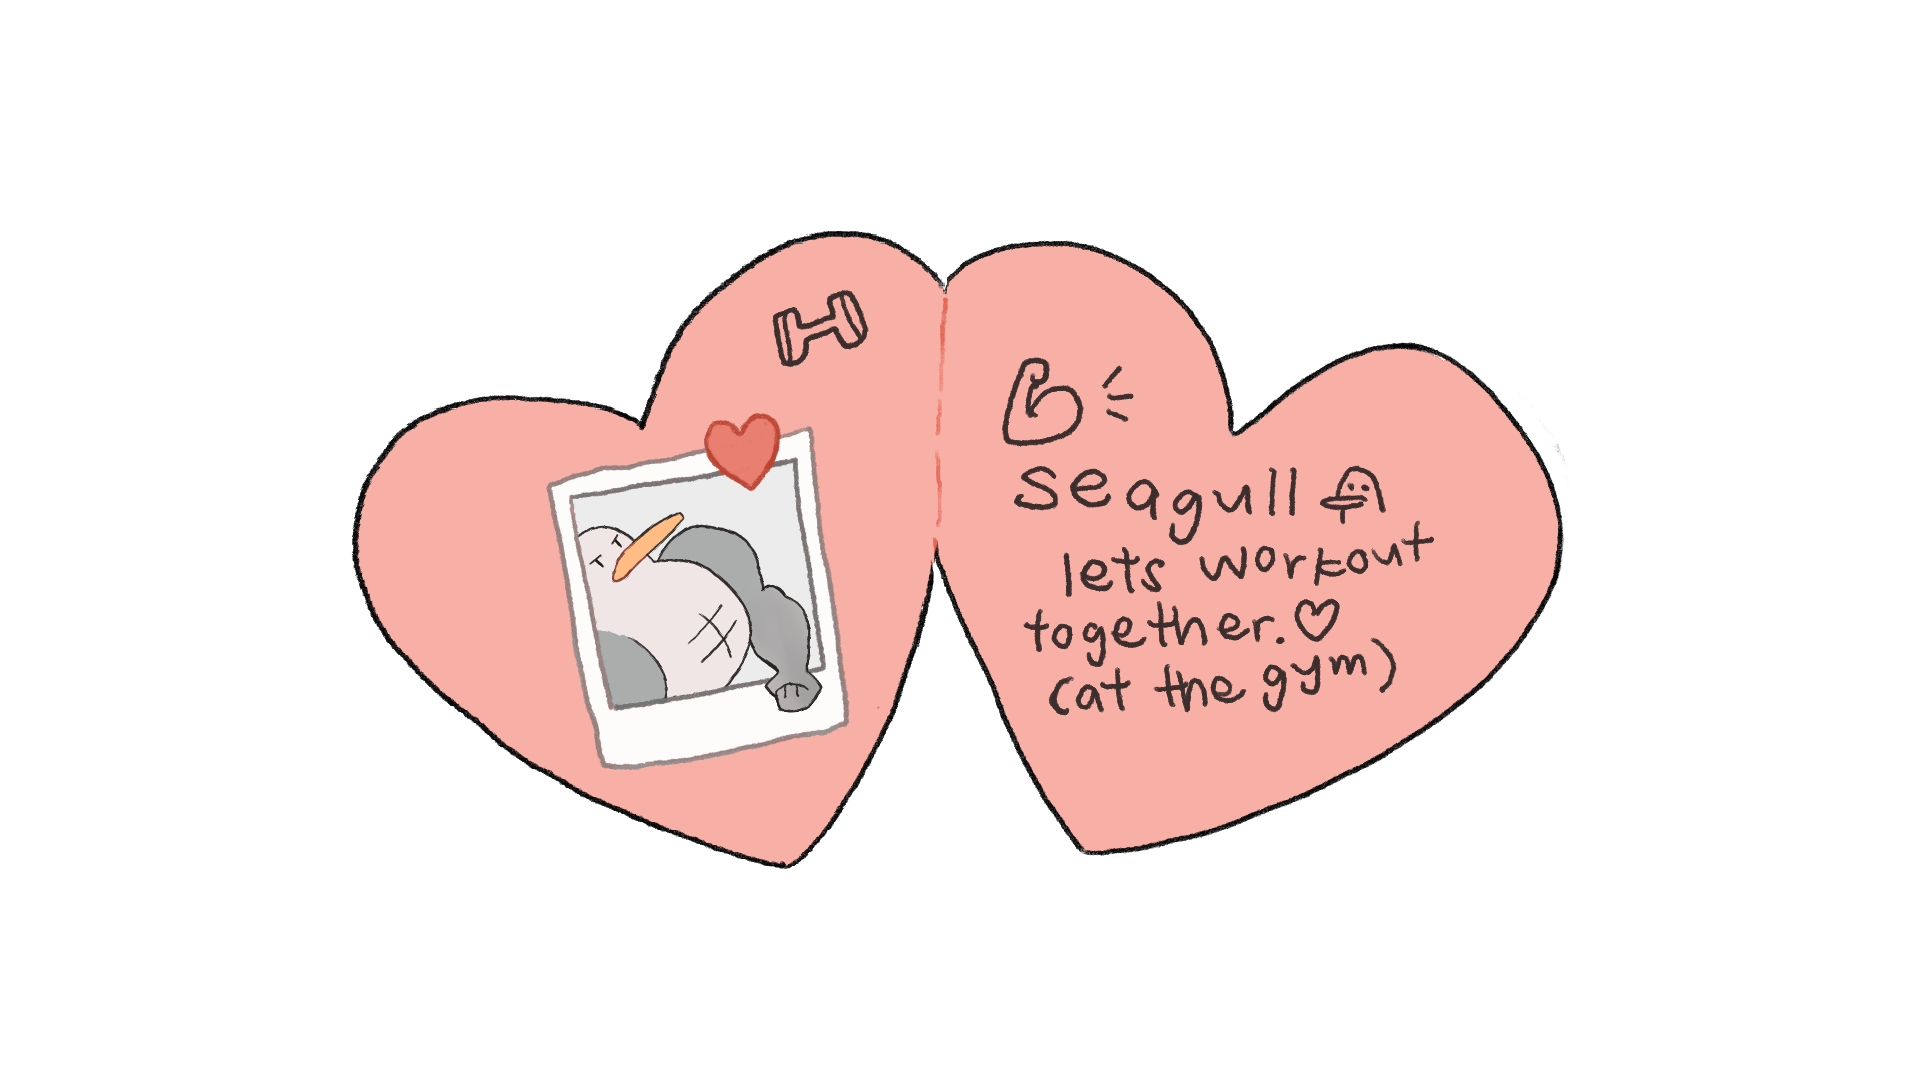 seagull
lets workout
together.
(at the gym)